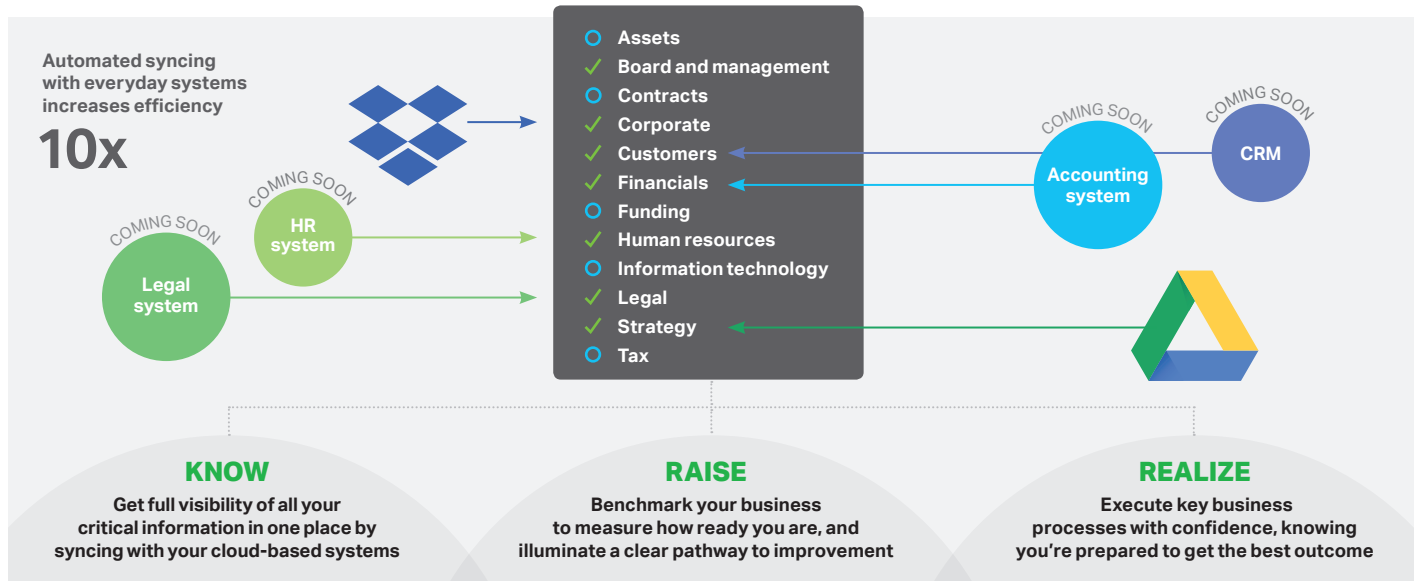 Automated syncing
with everyday systems
increases efficiency
10x
COMING SOON
HR
system
COMING SOON
Legal
system
Assets
Board and management
Contracts
Corporate
Customers
Financials
Funding
Human resources
Information technology
Legal
Strategy
Tax
COMING SOON
Accounting
system
COMING SOON
CRM
KNOW
Get full visibility of all your
critical information in one place by
syncing with your cloud-based systems
RAISE
Benchmark your business
to measure how ready you are, and
illuminate a clear pathway to improvement
REALIZE
Execute key business
processes with confidence, knowing
you're prepared to get the best outcome